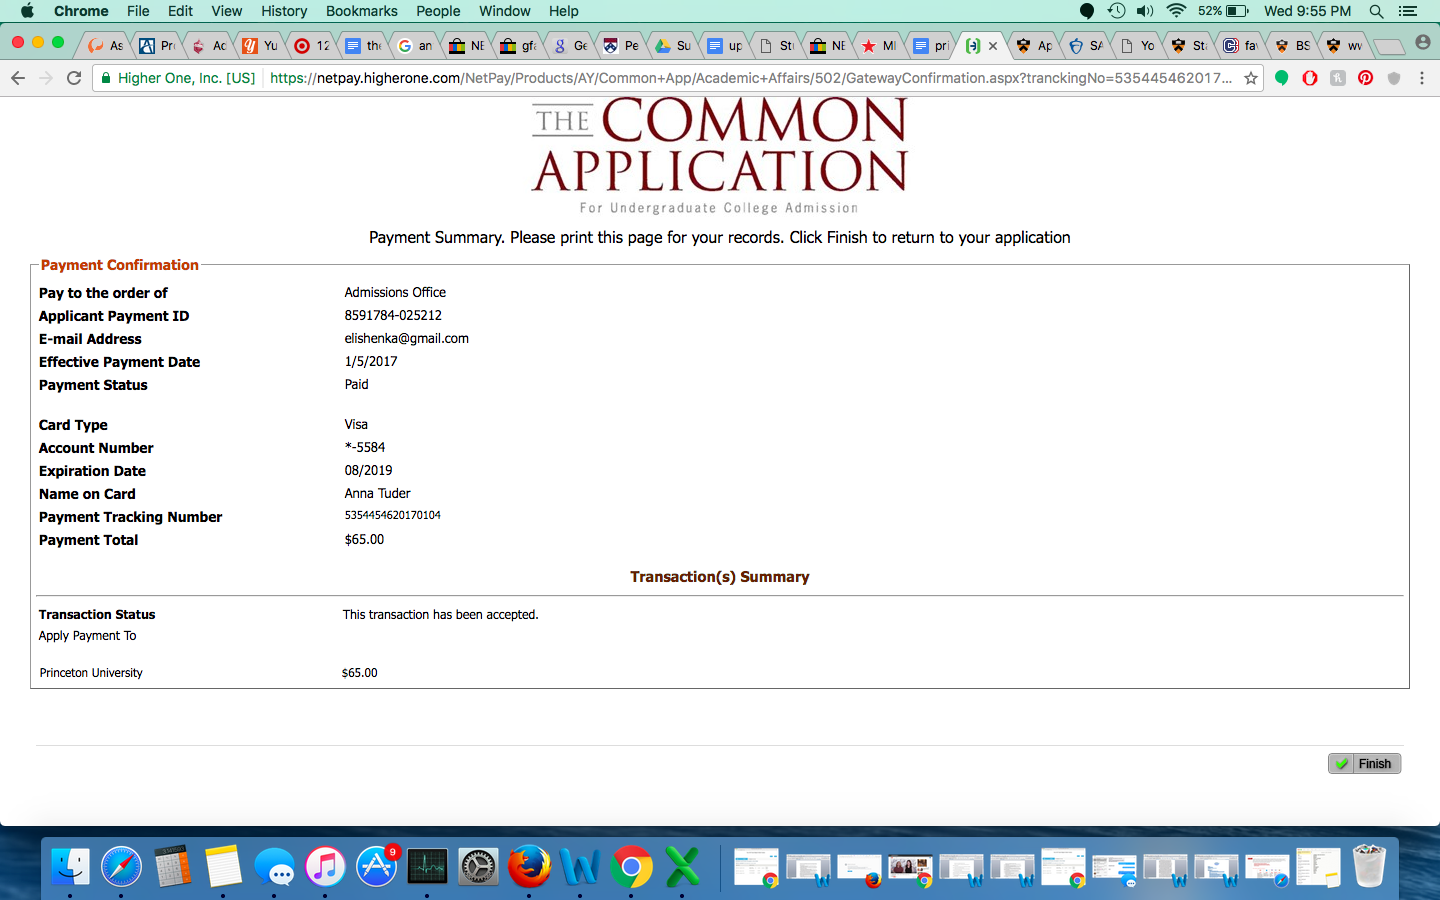 Chrome File Edit View History Bookmarks People Window Help 52% Wed 9:55 PM
As Pr Ac Yu 12 the an NE gf Ge Pe Su up St NE MI pri Ap SA Yo St fa BS wv
Higher One, Inc. [US] https://netpay.higherone.com/NetPay/Products/AY/Common+App/Academic+Affairs/502/GatewayConfirmation.aspx?tranckingNo=535445462017...
THE COMMON
APPLICATION
For Undergraduate College Admission
Payment Summary. Please print this page for your records. Click Finish to return to your application
Payment Confirmation
Pay to the order of Admissions Office
Applicant Payment ID 8591784-025212
E-mail Address elishenka@gmail.com
Effective Payment Date 1/5/2017
Payment Status Paid
Card Type Visa
Account Number *-5584
Expiration Date 08/2019
Name on Card Anna Tuder
Payment Tracking Number 5354454620170104
Payment Total $65.00
Transaction(s) Summary
Transaction Status This transaction has been accepted.
Apply Payment To
Princeton University $65.00
Finish
9